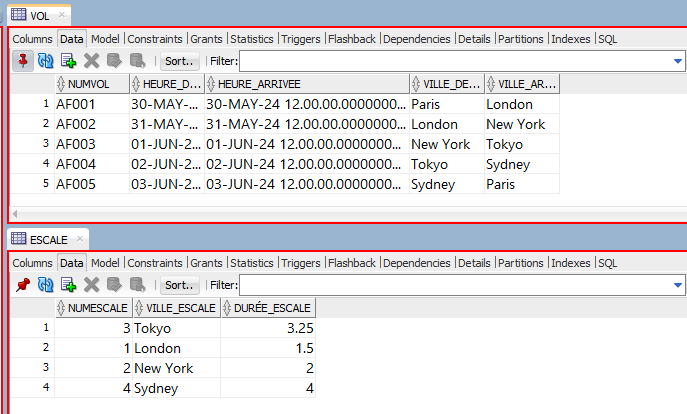 VOL
Columns Data Model Constraints Grants Statistics Triggers Flashback Dependencies Details Partitions Indexes SQL
Sort.. Filter:
NUMVOL HEURE_D... HEURE_ARRIVEE VILLE_DE... VILLE_AR...
1 AF001 30-MAY-... 30-MAY-24 12.00.00.0000000... Paris London
2 AF002 31-MAY-... 31-MAY-24 12.00.00.0000000... London New York
3 AF003 01-JUN-2... 01-JUN-24 12.00.00.0000000... New York Tokyo
4 AF004 02-JUN-2... 02-JUN-24 12.00.00.0000000... Tokyo Sydney
5 AF005 03-JUN-2... 03-JUN-24 12.00.00.0000000... Sydney Paris
ESCALE
Columns Data Model Constraints Grants Statistics Triggers Flashback Dependencies Details Partitions Indexes SQL
Sort.. Filter:
NUMESCALE VILLE_ESCALE DURÉE_ESCALE
1 3 Tokyo 3.25
2 1 London 1.5
3 2 New York 2
4 4 Sydney 4